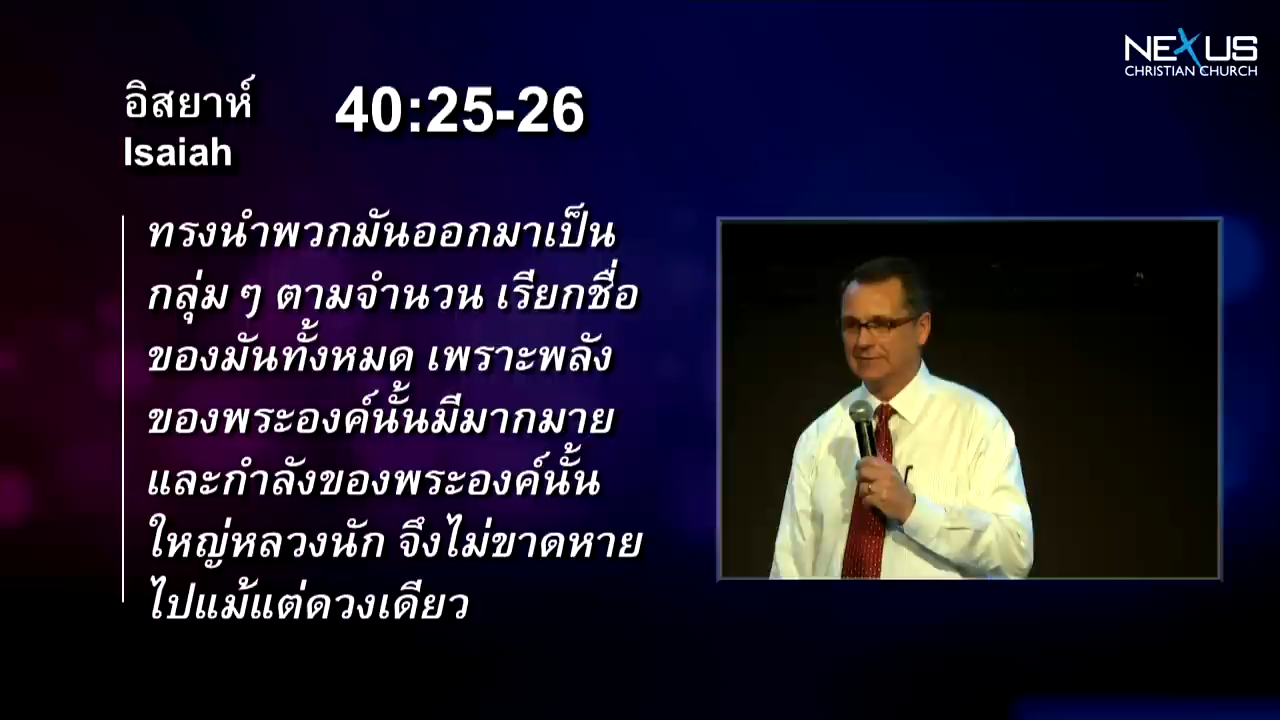 NEXUS
CHRISTIAN CHURCH
อิสยาห์ 40:25-26
Isaiah
ทรงนำพวกมันออกมาเป็น
กลุ่ม ๆ ตามจำนวน เรียกชื่อ
ของมันทั้งหมด เพราะพลัง
ของพระองค์นั้นมีมากมาย
และกำลังของพระองค์นั้น
ใหญ่หลวงนัก จึงไม่ขาดหาย
ไปแม้แต่ดวงเดียว